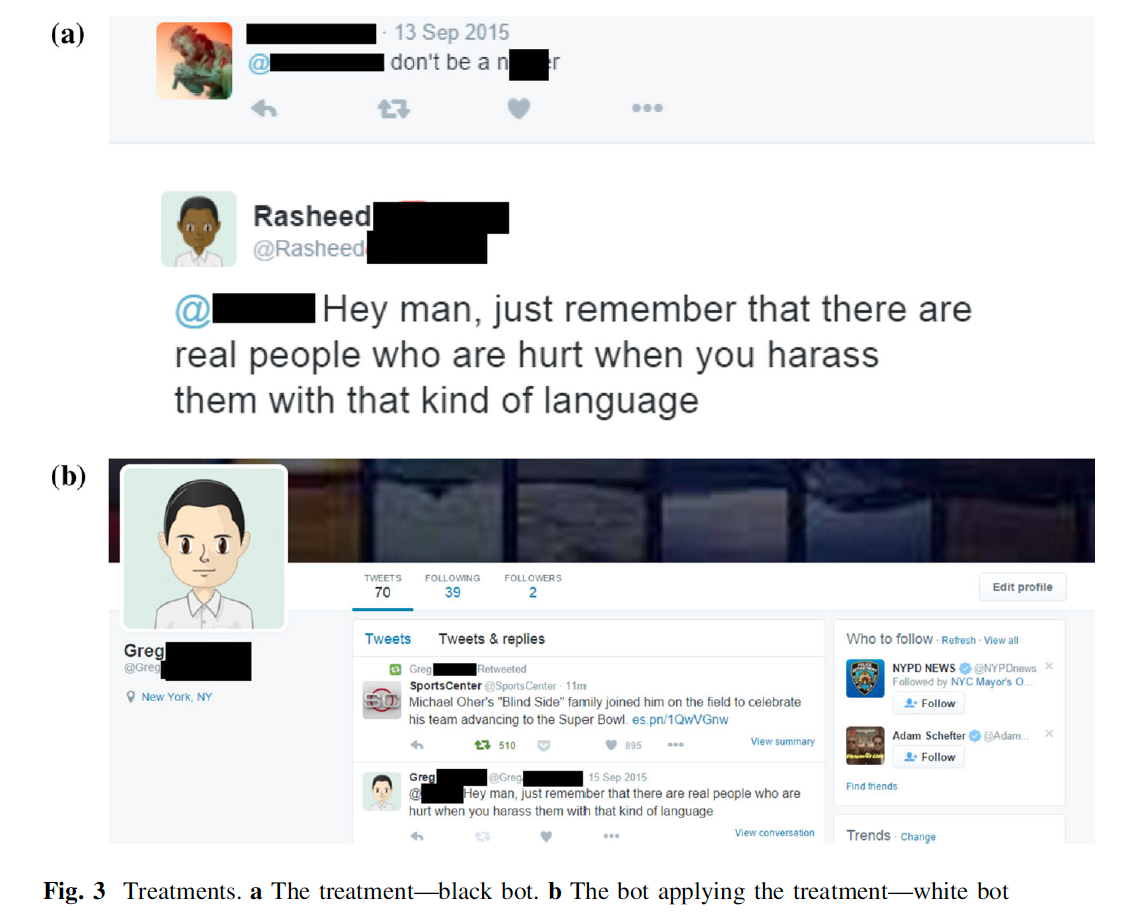 (a)
· 13 Sep 2015
@ don't be a n r
Rasheed
@Rasheed
@ Hey man, just remember that there are
real people who are hurt when you harass
them with that kind of language
(b)
TWEETS FOLLOWING FOLLOWERS
70 39 2
Edit profile
Greg
@Greg
New York, NY
Tweets Tweets & replies
Greg Retweeted
SportsCenter @SportsCenter · 11m
Michael Oher's "Blind Side" family joined him on the field to celebrate
his team advancing to the Super Bowl. es.pn/1QwVGnw
510 895 View summary
Greg @Greg 15 Sep 2015
@ Hey man, just remember that there are real people who are
hurt when you harass them with that kind of language
View conversation
Who to follow · Refresh · View all
NYPD NEWS @NYPDnews
Followed by NYC Mayor's O...
Follow
Adam Schefter @Adam...
Follow
Find friends
Trends · Change
Fig. 3 Treatments. a The treatment—black bot. b The bot applying the treatment—white bot